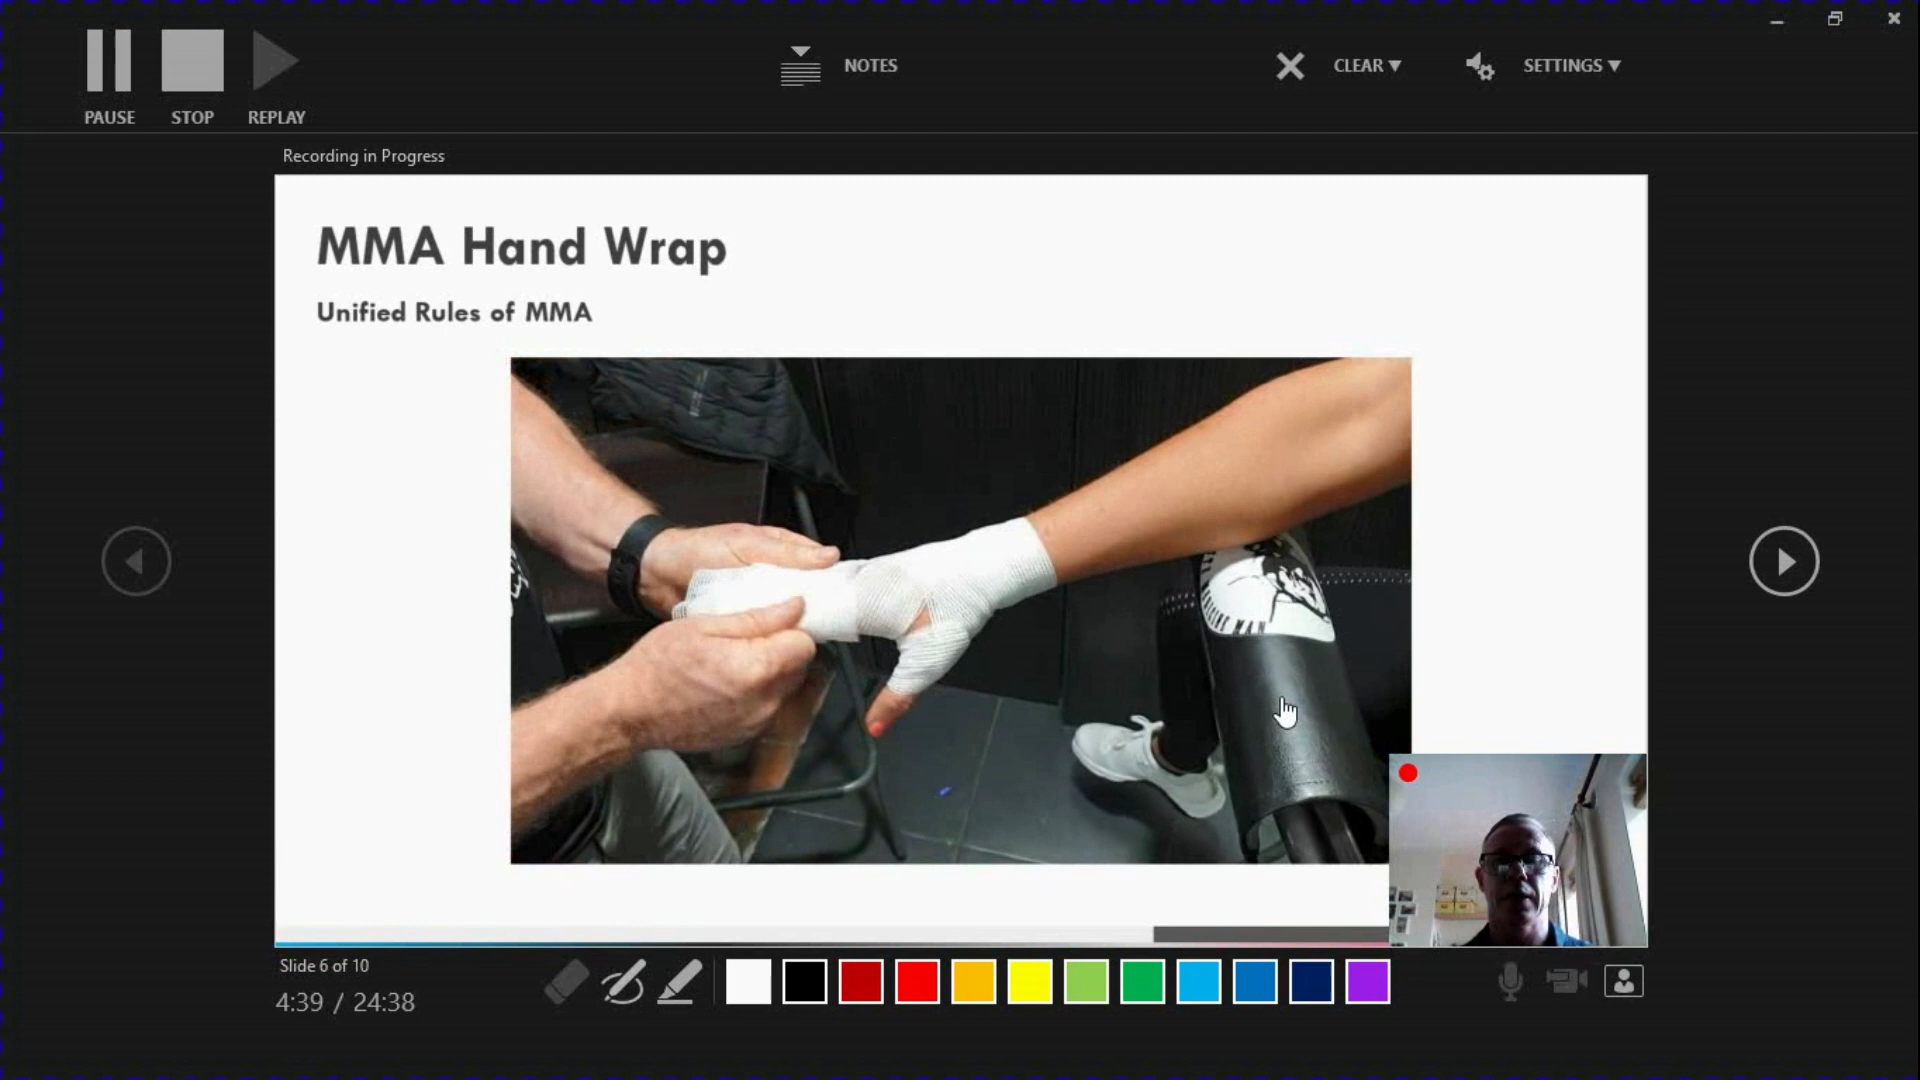 PAUSE STOP REPLAY
NOTES
CLEAR
SETTINGS
Recording in Progress
MMA Hand Wrap
Unified Rules of MMA
MAN
Slide 6 of 10
4:39 / 24:38